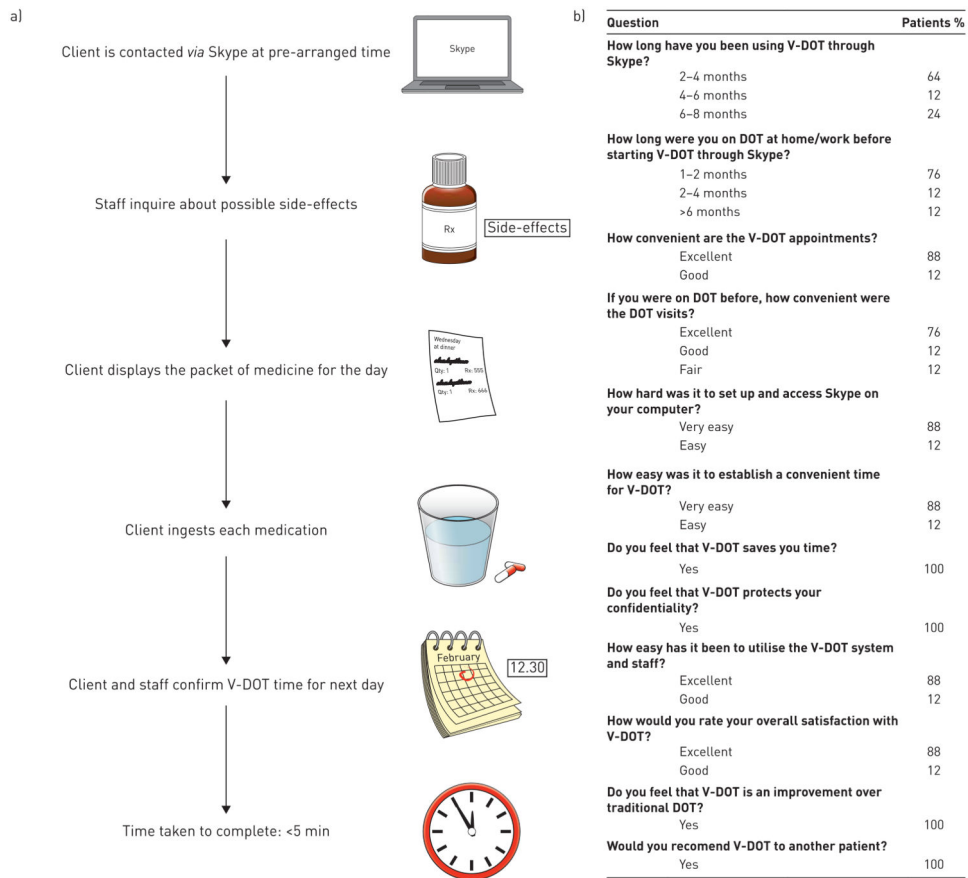 a)
Client is contacted via Skype at pre-arranged time
Skype
Staff inquire about possible side-effects
Rx
Side-effects
Client displays the packet of medicine for the day
Wednesday
at dinner
Qty: 1 Rx: 555
Qty: 1 Rx: 666
Client ingests each medication
Client and staff confirm V-DOT time for next day
February
12.30
Time taken to complete: <5 min
b)
Question Patients %
How long have you been using V-DOT through
Skype?
2–4 months 64
4–6 months 12
6–8 months 24
How long were you on DOT at home/work before
starting V-DOT through Skype?
1–2 months 76
2–4 months 12
>6 months 12
How convenient are the V-DOT appointments?
Excellent 88
Good 12
If you were on DOT before, how convenient were
the DOT visits?
Excellent 76
Good 12
Fair 12
How hard was it to set up and access Skype on
your computer?
Very easy 88
Easy 12
How easy was it to establish a convenient time
for V-DOT?
Very easy 88
Easy 12
Do you feel that V-DOT saves you time?
Yes 100
Do you feel that V-DOT protects your
confidentiality?
Yes 100
How easy has it been to utilise the V-DOT system
and staff?
Excellent 88
Good 12
How would you rate your overall satisfaction with
V-DOT?
Excellent 88
Good 12
Do you feel that V-DOT is an improvement over
traditional DOT?
Yes 100
Would you recomend V-DOT to another patient?
Yes 100